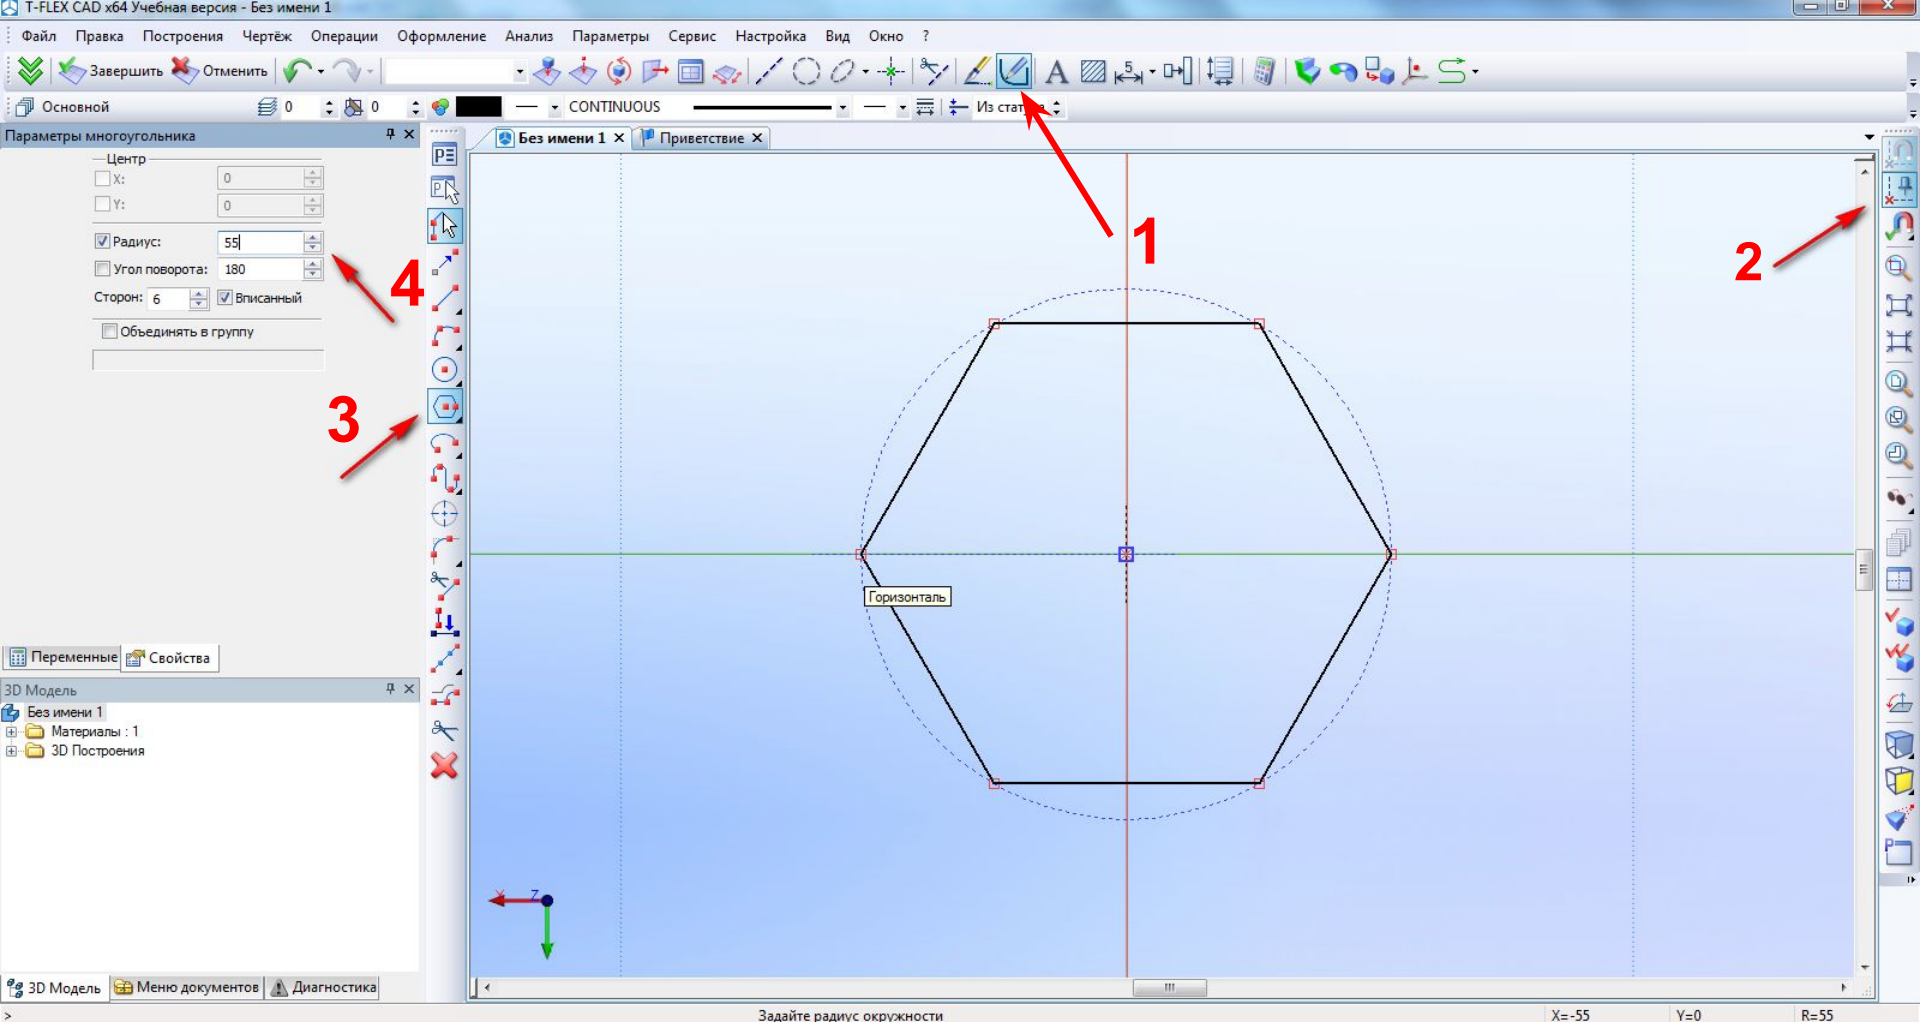 T-FLEX CAD x64 Учебная версия - Без имени 1
Файл Правка Построения Чертёж Операции Оформление Анализ Параметры Сервис Настройка Вид Окно ?
Завершить Отменить
Основной 0 0 CONTINUOUS Из
Параметры многоугольника
Без имени 1 Приветствие
Центр
X: 0
Y: 0
Радиус: 55
Угол поворота: 180
Сторон: 6 Вписанный
Объединять в группу
1
2
3
4
Горизонталь
Переменные Свойства
3D Модель
Без имени 1
Материалы : 1
3D Построения
X Z
3D Модель Меню документов Диагностика
> Задайте радиус окружности X=-55 Y=0 R=55